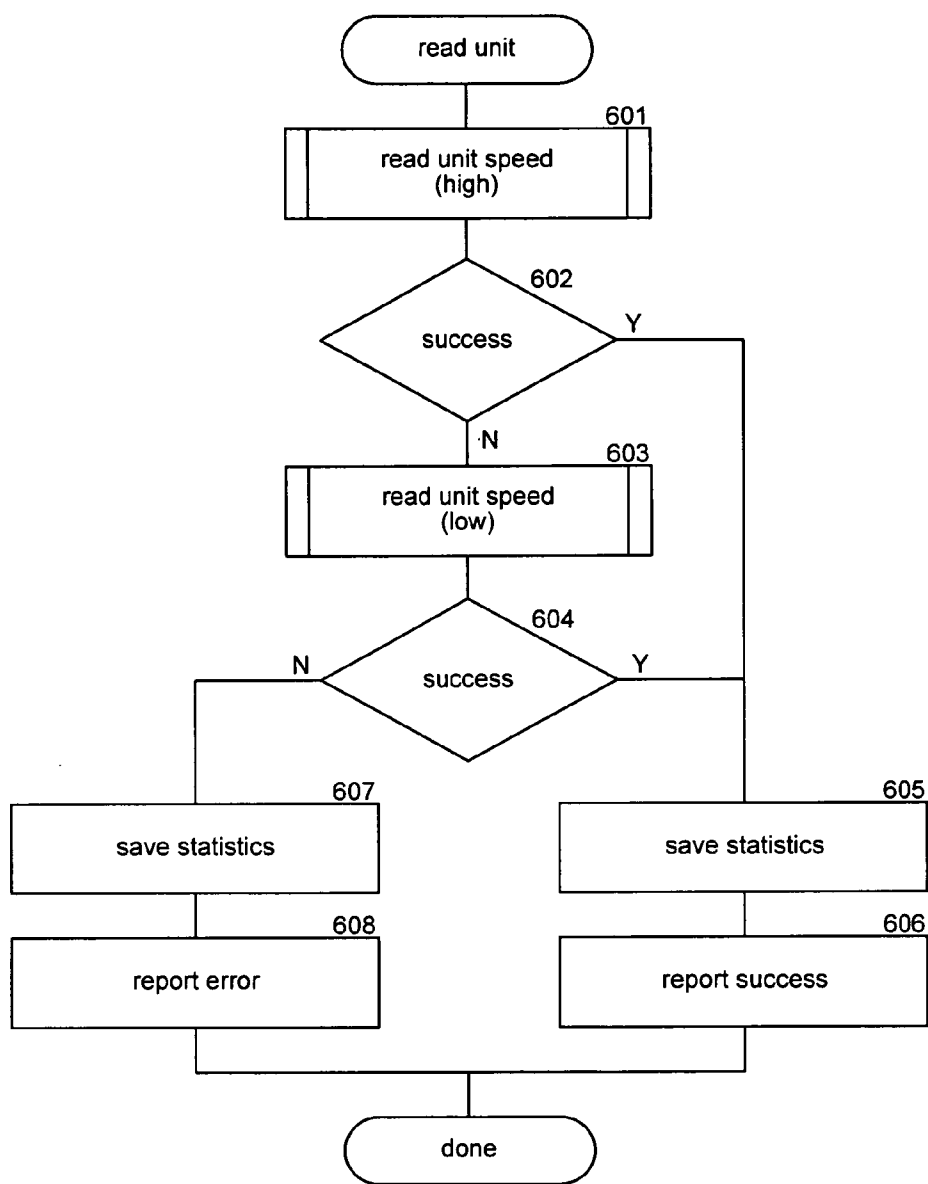 read unit
601
read unit speed
(high)
602
success
Y
N
603
read unit speed
(low)
604
N
success
Y
607
save statistics
605
save statistics
608
report error
606
report success
done